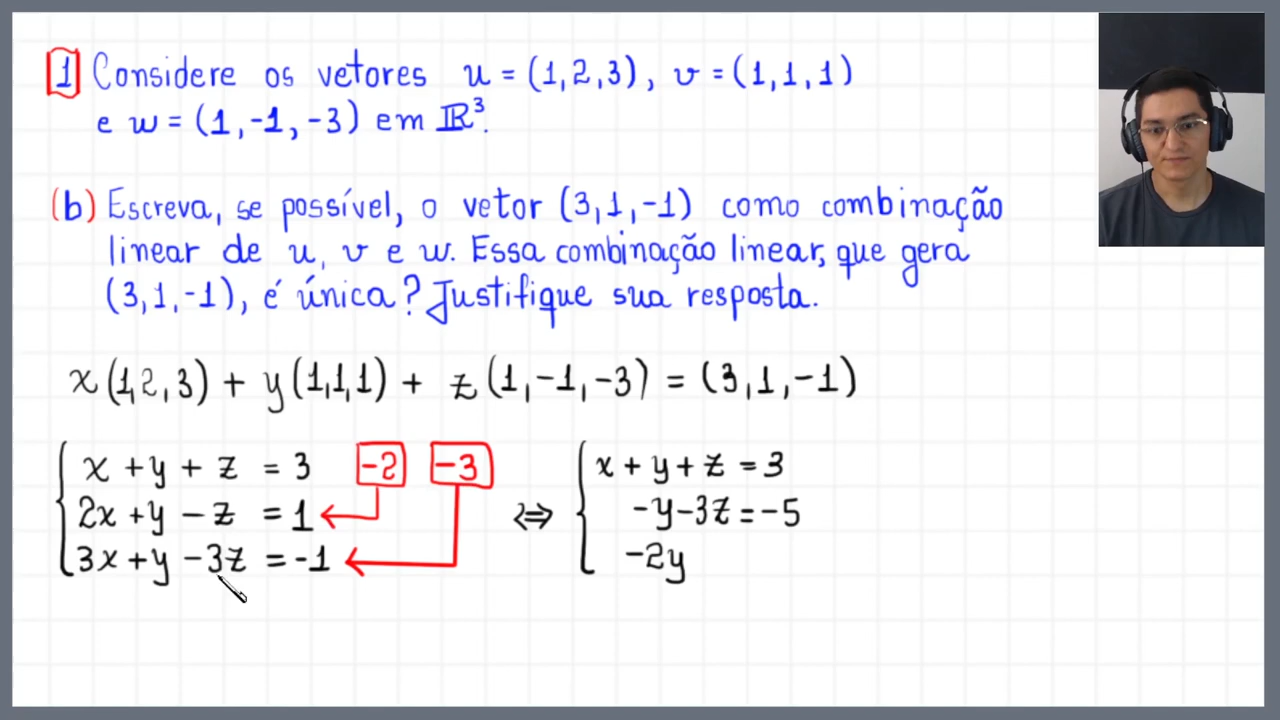 1 Considere os vetores u = (1,2,3), v = (1,1,1)
e w = (1,-1,-3) em ℝ³.
(b) Escreva, se possível, o vetor (3,1,-1) como combinação
linear de u, v e w. Essa combinação linear, que gera
(3,1,-1), é única? Justifique sua resposta.
x(1,2,3) + y(1,1,1) + z(1,-1,-3) = (3,1,-1)
x + y + z = 3 -2 -3 x + y + z = 3
2x + y - z = 1 ⇔ -y - 3z = -5
3x + y - 3z = -1 -2y